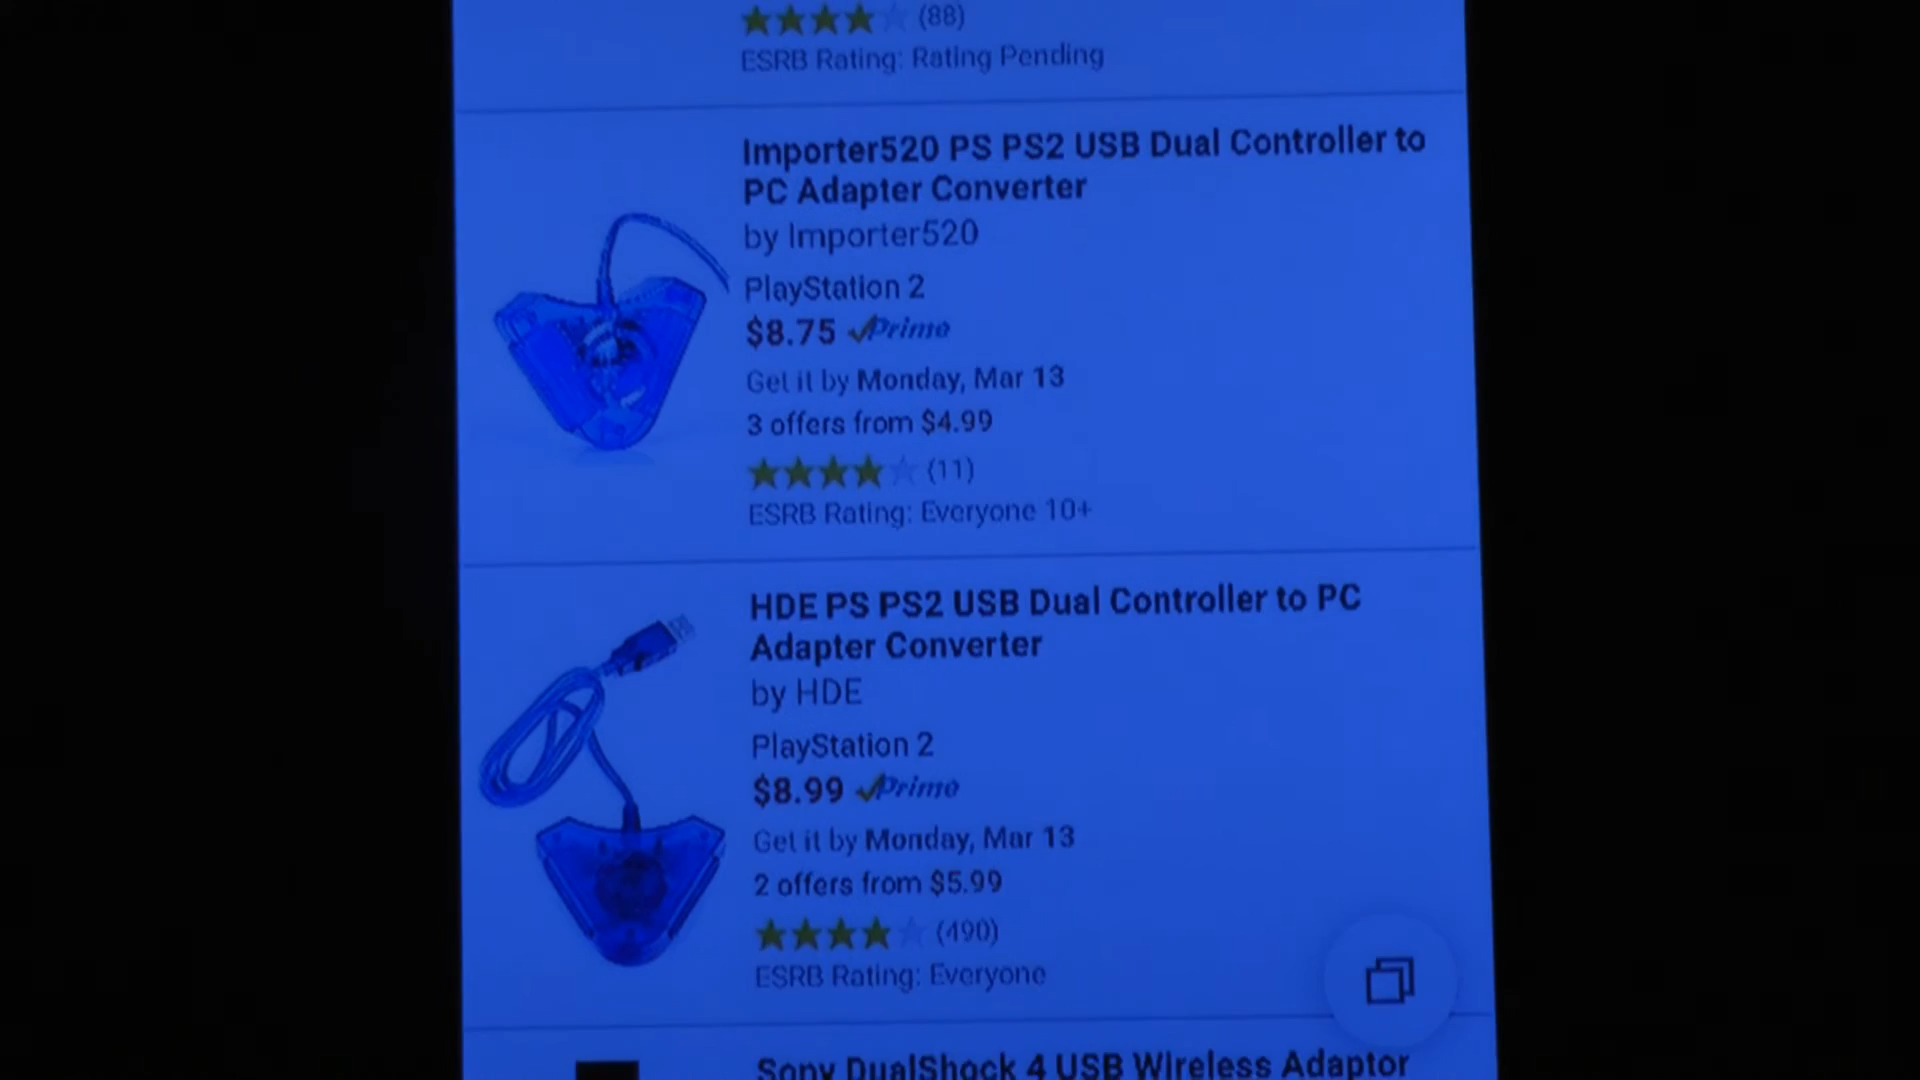 (88)
ESRB Rating: Rating Pending
Importer520 PS PS2 USB Dual Controller to
PC Adapter Converter
by Importer520
PlayStation 2
$8.75 Prime
Get it by Monday, Mar 13
3 offers from $4.99
(11)
ESRB Rating: Everyone 10+
HDE PS PS2 USB Dual Controller to PC
Adapter Converter
by HDE
PlayStation 2
$8.99 Prime
Get it by Monday, Mar 13
2 offers from $5.99
(490)
ESRB Rating: Everyone
Sony DualShock 4 USB Wireless Adaptor